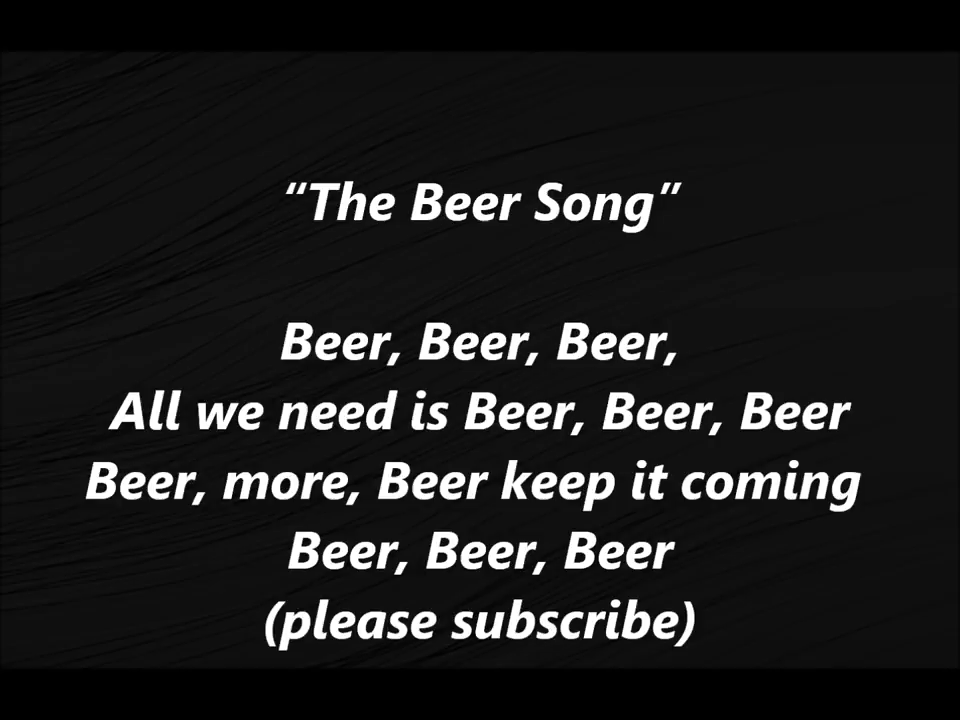 “The Beer Song”
Beer, Beer, Beer,
All we need is Beer, Beer, Beer
Beer, more, Beer keep it coming
Beer, Beer, Beer
(please subscribe)